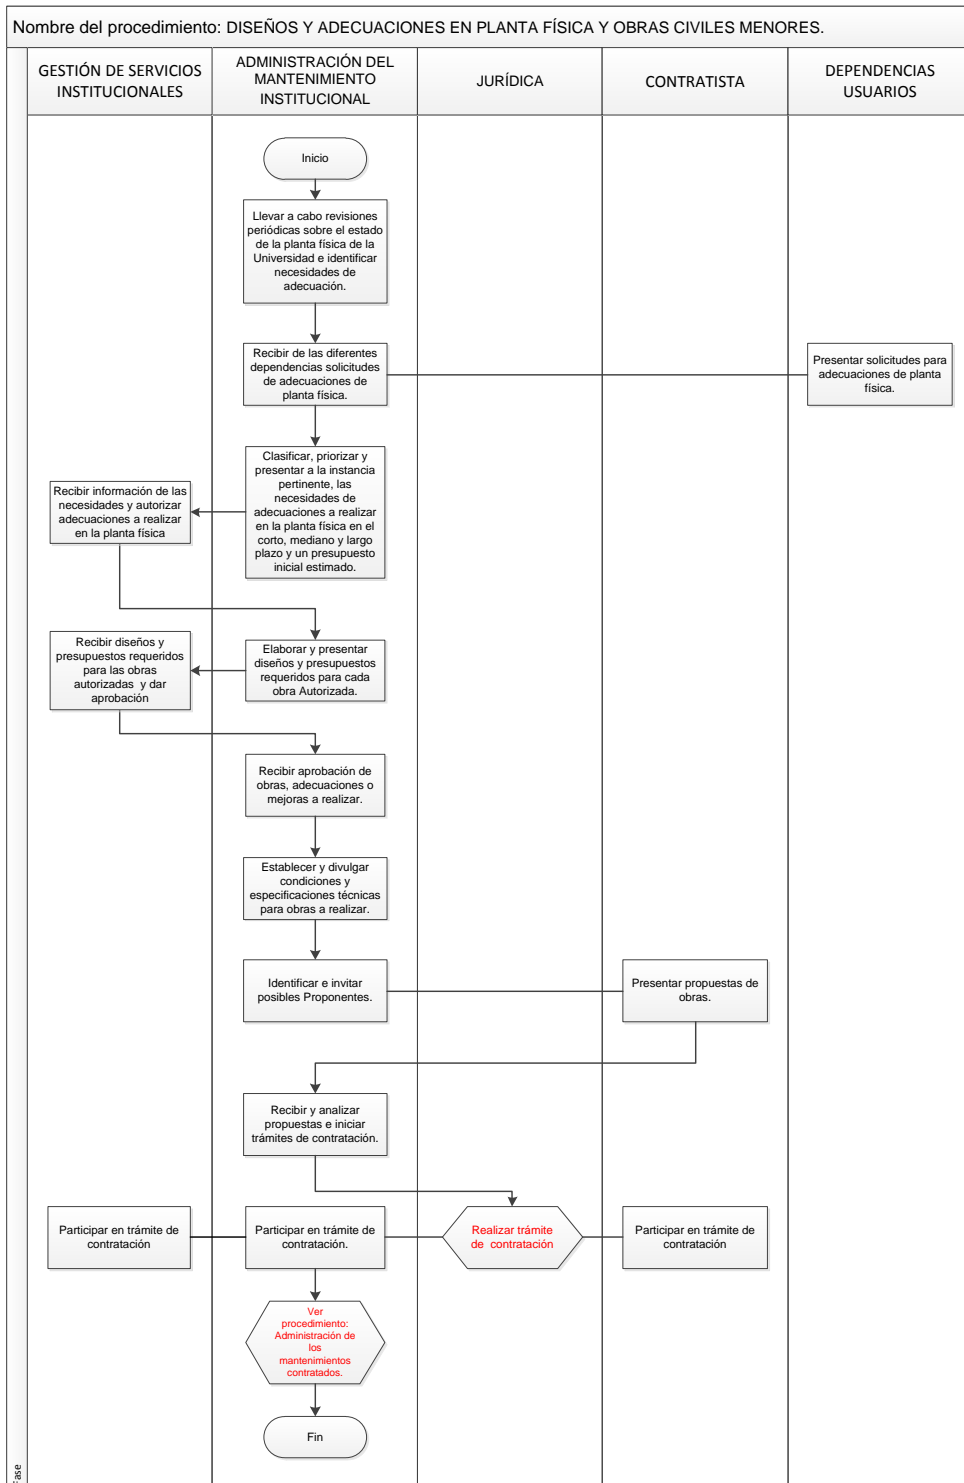 Nombre del procedimiento: DISEÑOS Y ADECUACIONES EN PLANTA FÍSICA Y OBRAS CIVILES MENORES.
GESTIÓN DE SERVICIOS
INSTITUCIONALES
ADMINISTRACIÓN DEL
MANTENIMIENTO
INSTITUCIONAL
JURÍDICA
CONTRATISTA
DEPENDENCIAS
USUARIOS
Inicio
Llevar a cabo revisiones
periódicas sobre el estado
de la planta física de la
Universidad e identificar
necesidades de
adecuación.
Recibir de las diferentes
dependencias solicitudes
de adecuaciones de
planta física.
Presentar solicitudes para
adecuaciones de planta
física.
Clasificar, priorizar y
presentar a la instancia
pertinente, las
necesidades de
adecuaciones a realizar
en la planta física en el
corto, mediano y largo
plazo y un presupuesto
inicial estimado.
Recibir información de las
necesidades y autorizar
adecuaciones a realizar
en la planta física
Elaborar y presentar
diseños y presupuestos
requeridos para cada
obra Autorizada.
Recibir diseños y
presupuestos requeridos
para las obras
autorizadas y dar
aprobación
Recibir aprobación de
obras, adecuaciones o
mejoras a realizar.
Establecer y divulgar
condiciones y
especificaciones técnicas
para obras a realizar.
Identificar e invitar
posibles Proponentes.
Presentar propuestas de
obras.
Recibir y analizar
propuestas e iniciar
trámites de contratación.
Participar en trámite de
contratación
Participar en trámite de
contratación.
Realizar trámite
de contratación
Participar en trámite de
contratación
Ver
procedimiento:
Administración de
los
mantenimientos
contratados.
Fin
Fase